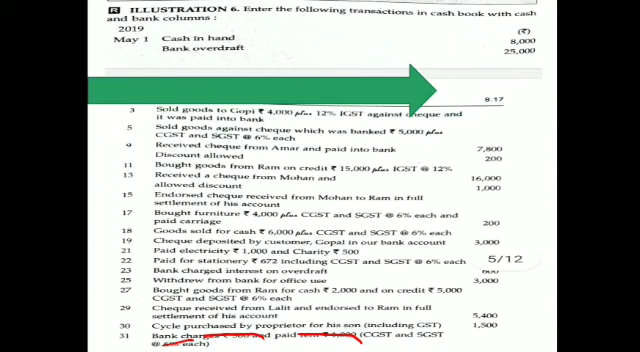 R ILLUSTRATION 6. Enter the following transactions in cash book with cash
and bank columns :
2019 (₹)
May 1 Cash in hand 8,000
Bank overdraft 25,000
8.17
3 Sold goods to Gopi ₹ 4,000 plus 12% IGST against cheque and
it was paid into bank
5 Sold goods against cheque which was banked ₹ 5,000 plus
CGST and SGST @ 6% each
9 Received cheque from Amar and paid into bank 7,800
Discount allowed 200
11 Bought goods from Ram on credit ₹ 15,000 plus IGST @ 12%
13 Received a cheque from Mohan and 16,000
allowed discount 1,000
15 Endorsed cheque received from Mohan to Ram in full
settlement of his account
17 Bought furniture ₹ 4,000 plus CGST and SGST @ 6% each and
paid carriage 200
18 Goods sold for cash ₹ 6,000 plus CGST and SGST @ 6% each
19 Cheque deposited by customer, Gopal in our bank account 3,000
21 Paid electricity ₹ 1,000 and Charity ₹ 500
22 Paid for stationery ₹ 672 including CGST and SGST @ 6% each 5/12
23 Bank charged interest on overdraft 600
25 Withdrew from bank for office use 3,000
27 Bought goods from Ram for cash ₹ 2,000 and on credit ₹ 5,000
CGST and SGST @ 6% each
29 Cheque received from Lalit and endorsed to Ram in full
settlement of his account 5,400
30 Cycle purchased by proprietor for his son (including GST) 1,500
31 Bank charges and paid (CGST and SGST
@ 6% each)